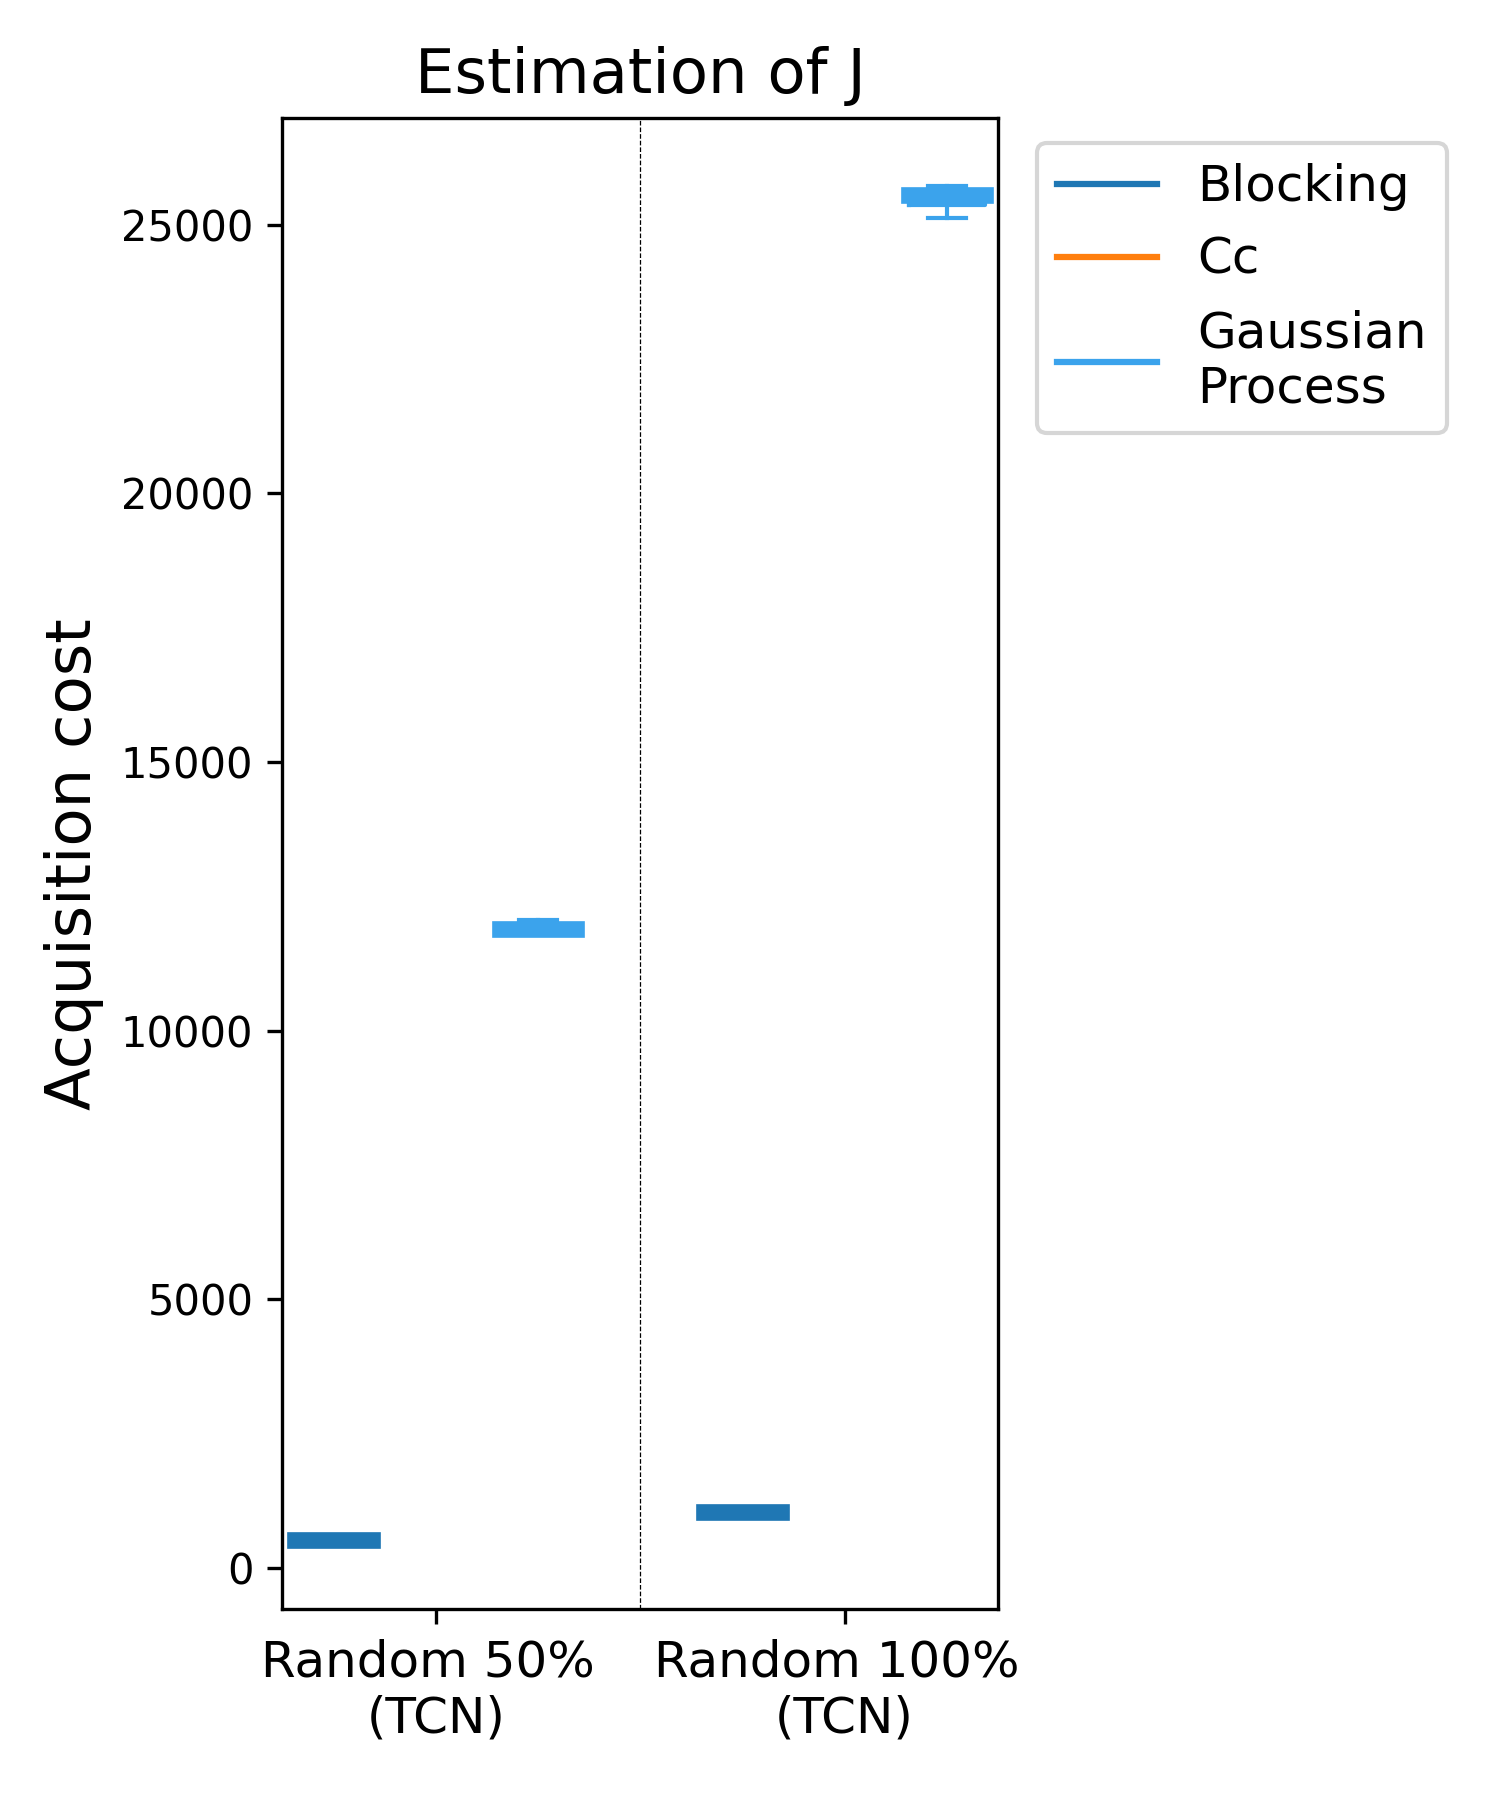 Estimation of J
Blocking
Cc
Gaussian
Process
Acquisition cost
25000
20000
15000
10000
5000
0
Random 50%
(TCN)
Random 100%
(TCN)